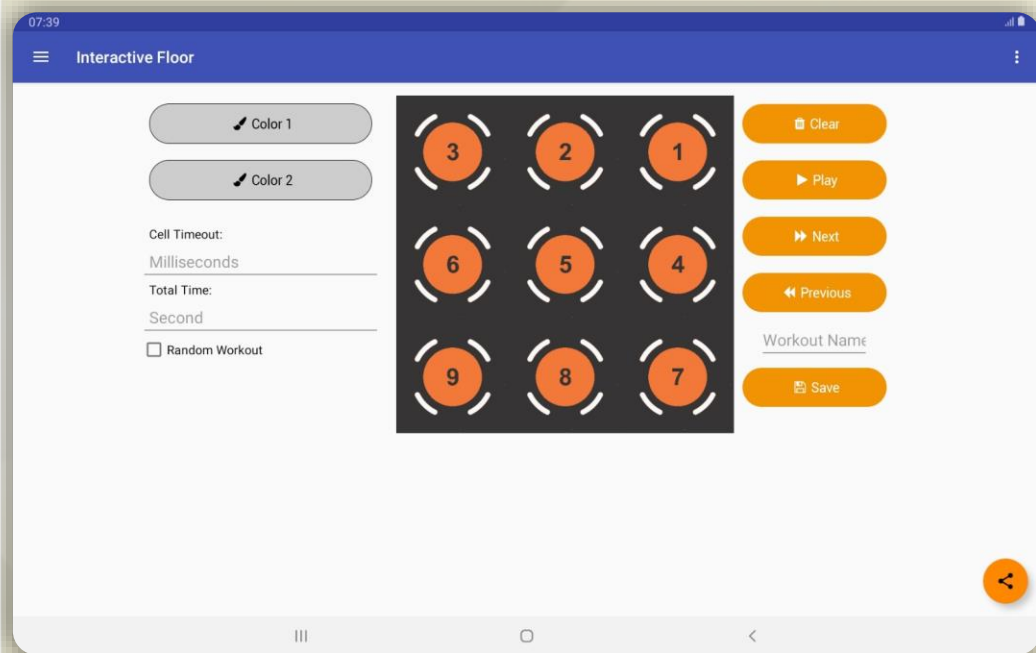 07:39
Interactive Floor
Color 1
Color 2
Cell Timeout:
Milliseconds
Total Time:
Second
Random Workout
3 2 1
6 5 4
9 8 7
Clear
Play
Next
Previous
Workout Name
Save